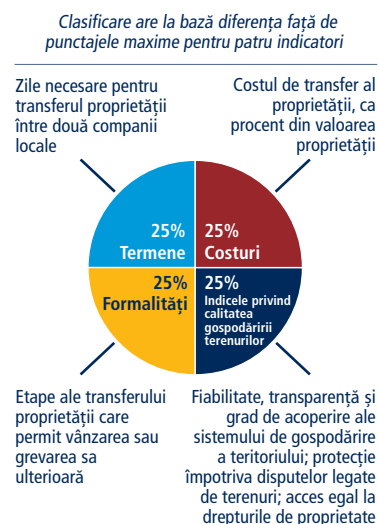 Clasificare are la bază diferența față de
punctajele maxime pentru patru indicatori
Zile necesare pentru
transferul proprietății
între două companii
locale
Costul de transfer al
proprietății, ca
procent din valoarea
proprietății
25%
Termene
25%
Costuri
25%
Formalități
25%
Indicele privind
calitatea
gospodăririi
terenurilor
Etape ale transferului
proprietății care
permit vânzarea sau
grevarea sa
ulterioară
Fiabilitate, transparență și
grad de acoperire ale
sistemului de gospodărire
a teritoriului; protecție
împotriva disputelor legate
de terenuri; acces egal la
drepturile de proprietate